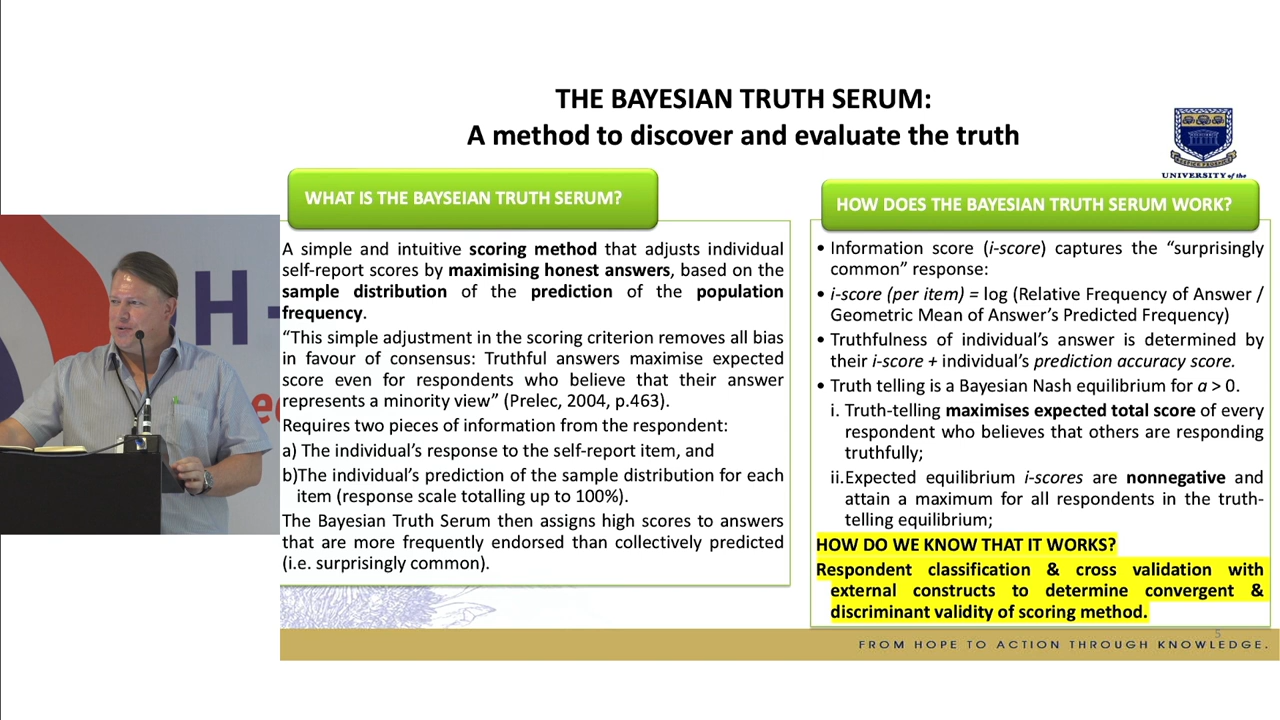 THE BAYESIAN TRUTH SERUM:
A method to discover and evaluate the truth
UNIVERSITY of the
WHAT IS THE BAYSEIAN TRUTH SERUM?
A simple and intuitive scoring method that adjusts individual
self-report scores by maximising honest answers, based on the
sample distribution of the prediction of the population
frequency.
“This simple adjustment in the scoring criterion removes all bias
in favour of consensus: Truthful answers maximise expected
score even for respondents who believe that their answer
represents a minority view” (Prelec, 2004, p.463).
Requires two pieces of information from the respondent:
a) The individual’s response to the self-report item, and
b)The individual’s prediction of the sample distribution for each
item (response scale totalling up to 100%).
The Bayesian Truth Serum then assigns high scores to answers
that are more frequently endorsed than collectively predicted
(i.e. surprisingly common).
HOW DOES THE BAYESIAN TRUTH SERUM WORK?
• Information score (i-score) captures the “surprisingly
common” response:
• i-score (per item) = log (Relative Frequency of Answer /
Geometric Mean of Answer’s Predicted Frequency)
• Truthfulness of individual’s answer is determined by
their i-score + individual’s prediction accuracy score.
• Truth telling is a Bayesian Nash equilibrium for a > 0.
i. Truth-telling maximises expected total score of every
respondent who believes that others are responding
truthfully;
ii.Expected equilibrium i-scores are nonnegative and
attain a maximum for all respondents in the truth-
telling equilibrium;
HOW DO WE KNOW THAT IT WORKS?
Respondent classification & cross validation with
external constructs to determine convergent &
discriminant validity of scoring method.
5
FROM HOPE TO ACTION THROUGH KNOWLEDGE.
H-